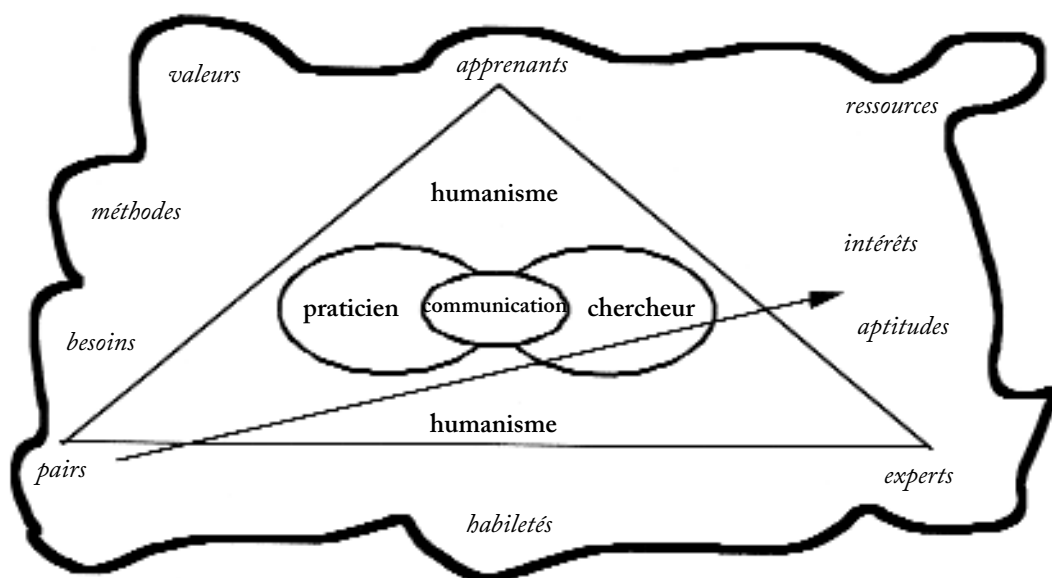 apprenants
valeurs
ressources
humanisme
méthodes
intérêts
praticien
communication
chercheur
aptitudes
besoins
humanisme
pairs
experts
habiletés